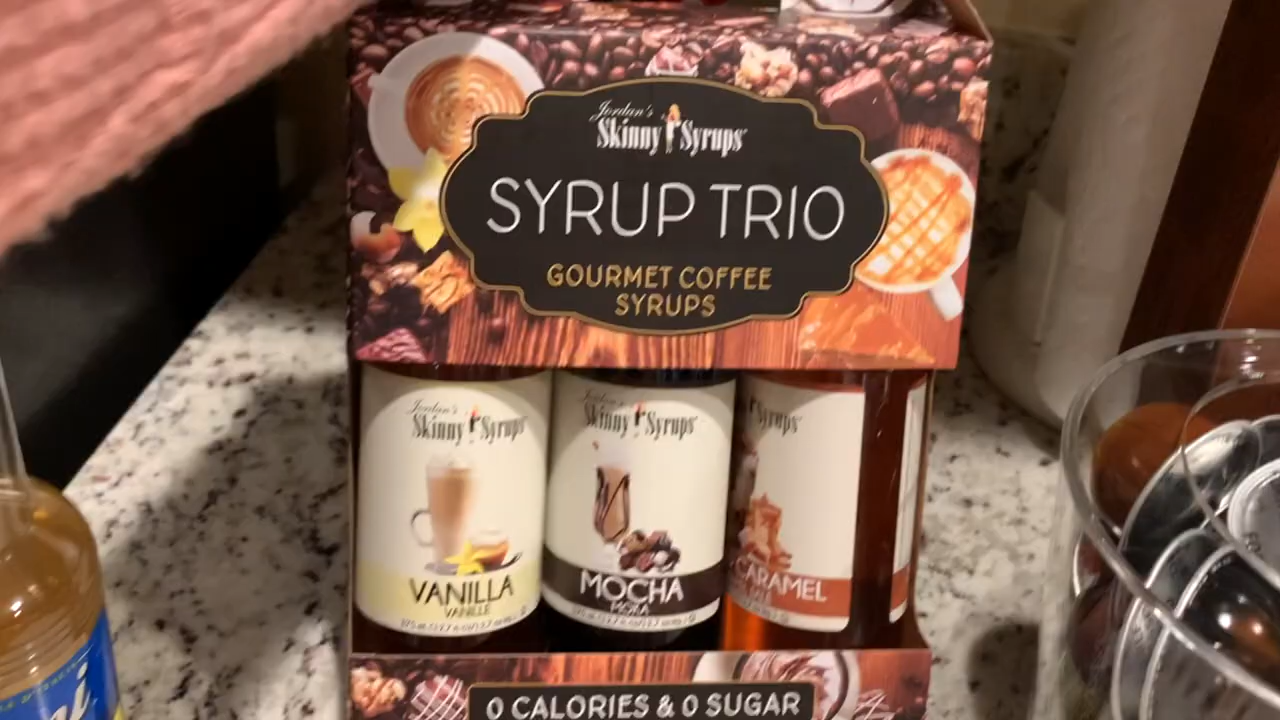 Jordan's
Skinny Syrups
SYRUP TRIO
GOURMET COFFEE
SYRUPS
Jordan's
Skinny Syrups
VANILLA
VANILLE
Jordan's
Skinny Syrups
MOCHA
MOKA
Syrups
CARAMEL
0 CALORIES & 0 SUGAR